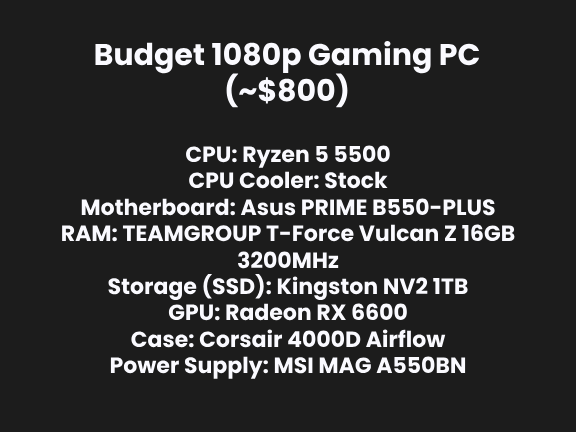 Budget 1080p Gaming PC
(~$800)
CPU: Ryzen 5 5500
CPU Cooler: Stock
Motherboard: Asus PRIME B550-PLUS
RAM: TEAMGROUP T-Force Vulcan Z 16GB
3200MHz
Storage (SSD): Kingston NV2 1TB
GPU: Radeon RX 6600
Case: Corsair 4000D Airflow
Power Supply: MSI MAG A550BN